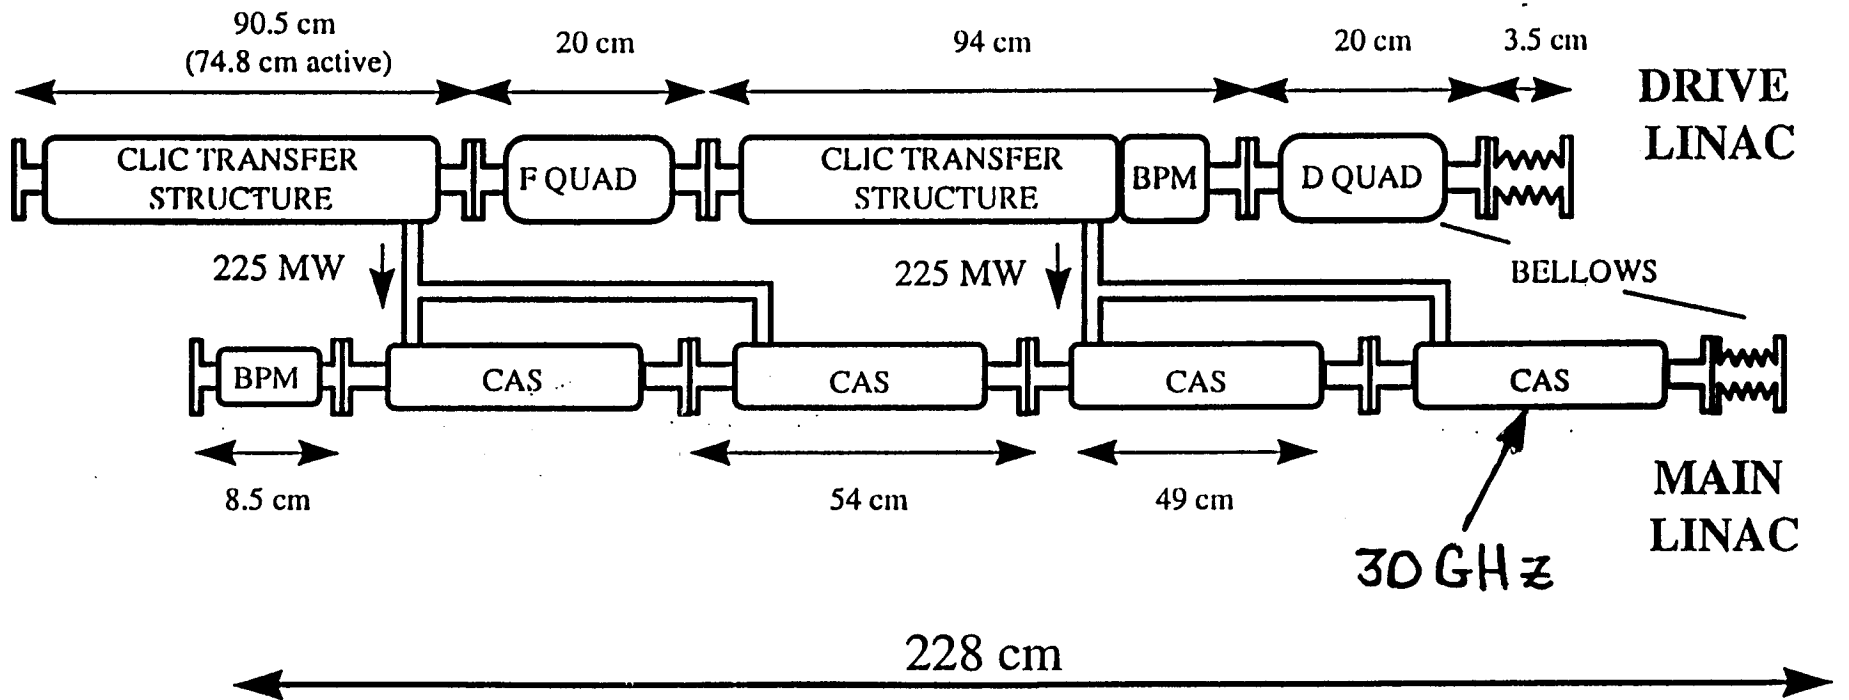 90.5 cm
(74.8 cm active)
20 cm
94 cm
20 cm
3.5 cm
DRIVE
LINAC
CLIC TRANSFER
STRUCTURE
F QUAD
CLIC TRANSFER
STRUCTURE
BPM
D QUAD
225 MW
225 MW
BELLOWS
BPM
CAS
CAS
CAS
CAS
8.5 cm
54 cm
49 cm
MAIN
LINAC
30 GHz
228 cm